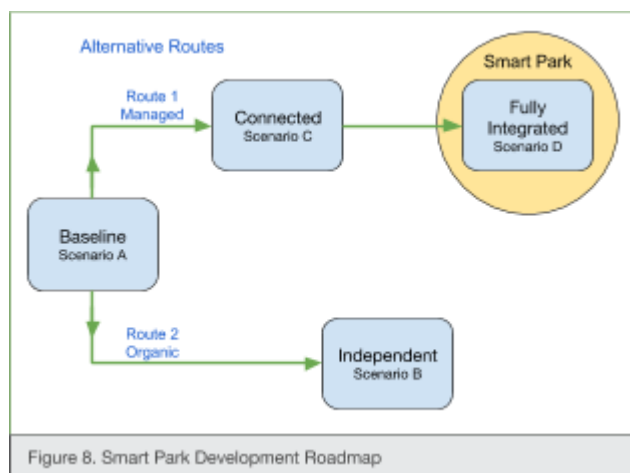 Alternative Routes
Smart Park
Route 1
Managed
Connected
Scenario C
Fully
Integrated
Scenario D
Baseline
Scenario A
Route 2
Organic
Independent
Scenario B
Figure 8. Smart Park Development Roadmap